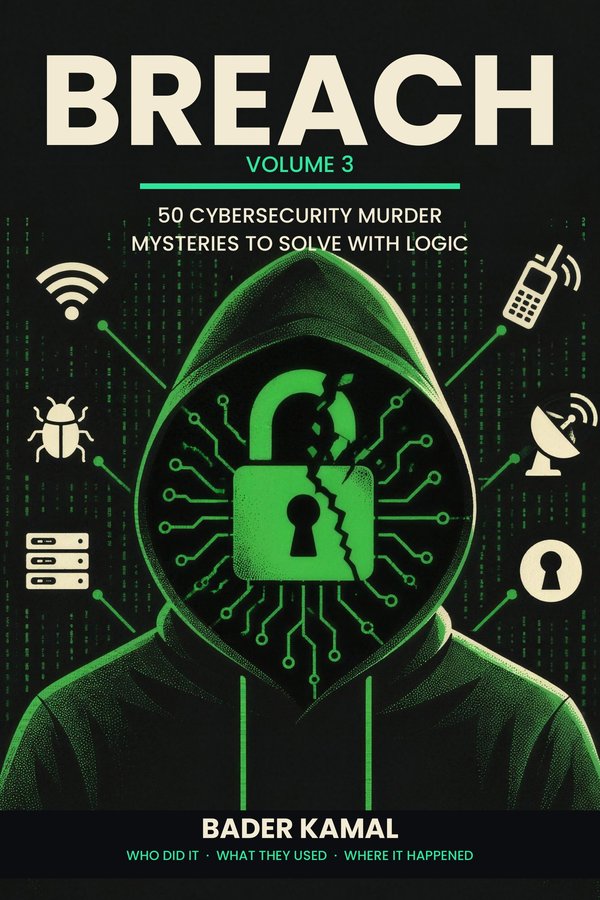 BREACH
VOLUME 3
50 CYBERSECURITY MURDER
MYSTERIES TO SOLVE WITH LOGIC
BADER KAMAL
WHO DID IT · WHAT THEY USED · WHERE IT HAPPENED